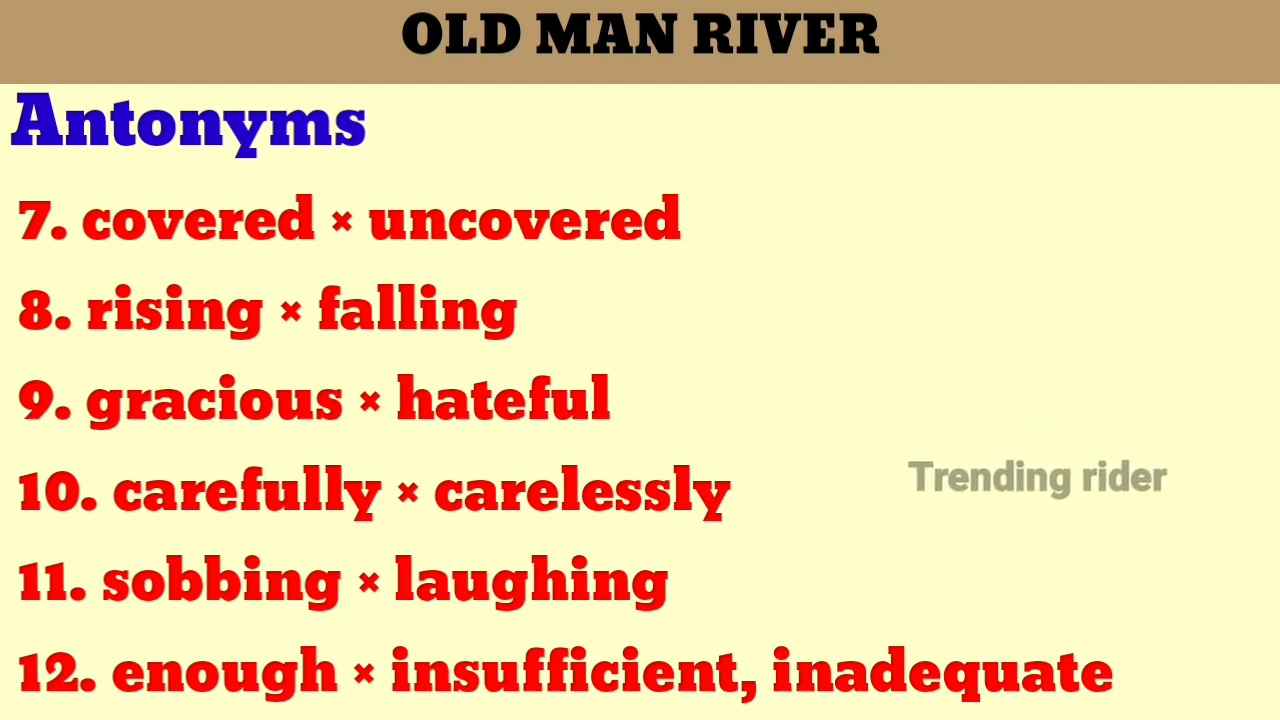 OLD MAN RIVER
Antonyms
7. covered × uncovered
8. rising × falling
9. gracious × hateful
10. carefully × carelessly
Trending rider
11. sobbing × laughing
12. enough × insufficient, inadequate